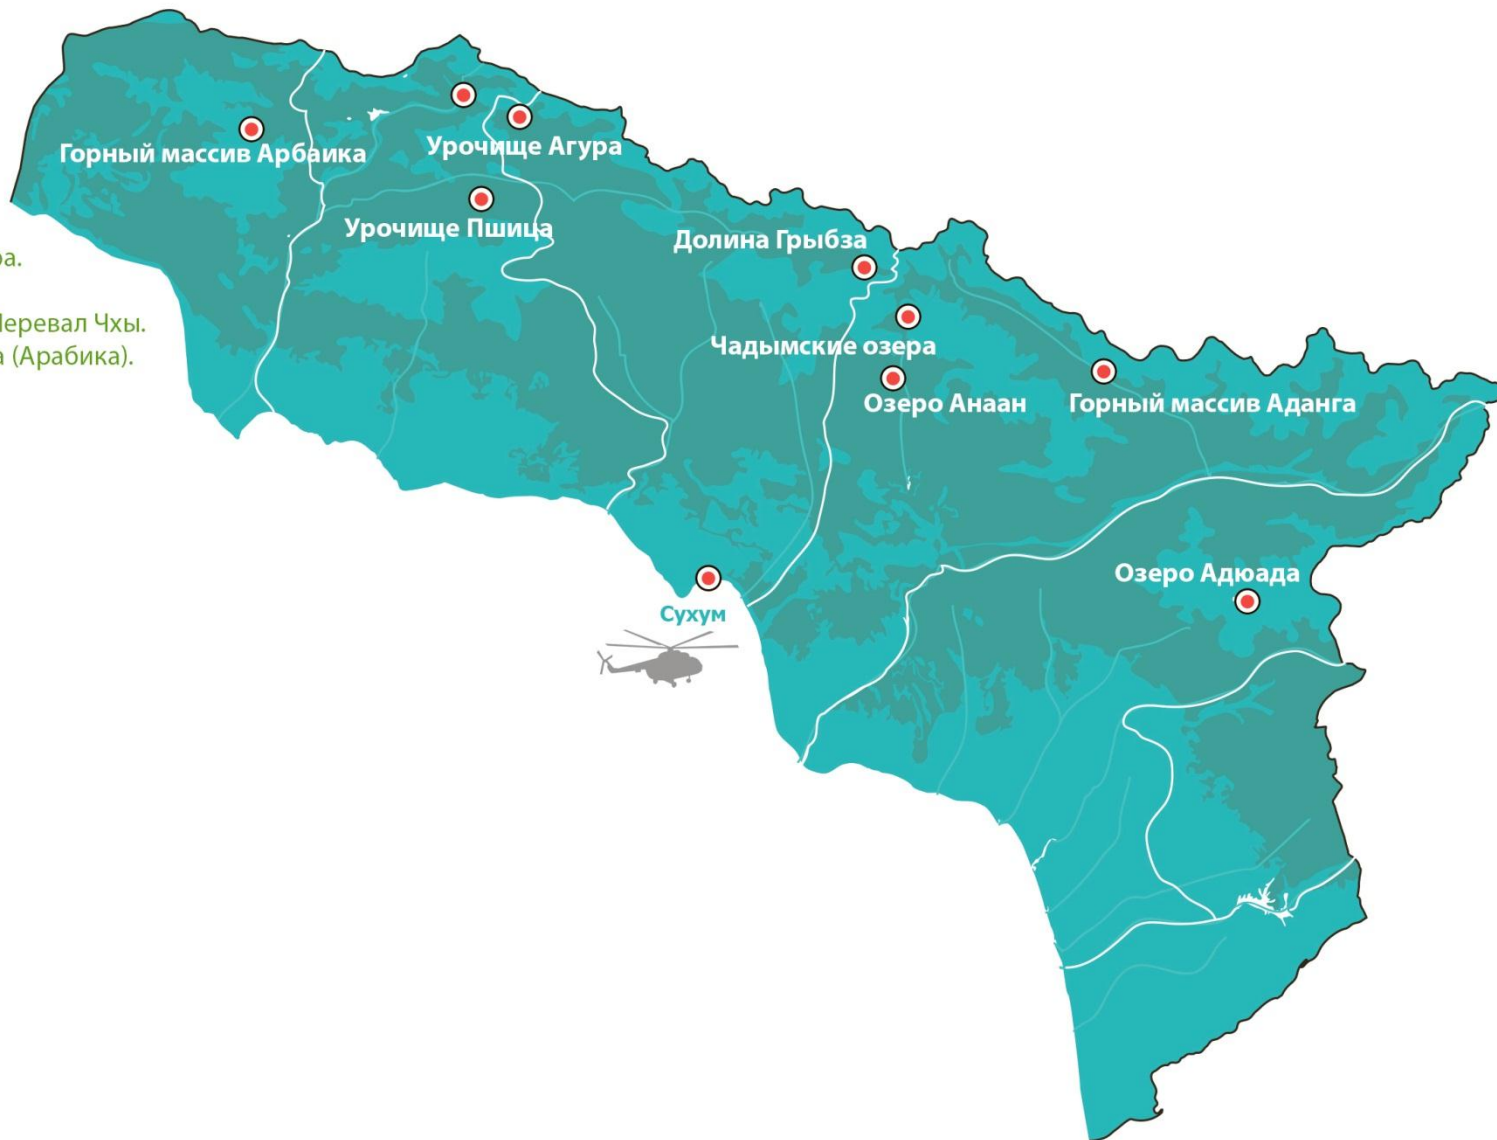 Горный массив Арбаика
Урочище Агура
Урочище Пшица
Долина Грыбза
ра.
Перевал Чхы.
а (Арабика).
Чадымские озера
Озеро Анаан
Горный массив Аданга
Озеро Адюада
Сухум